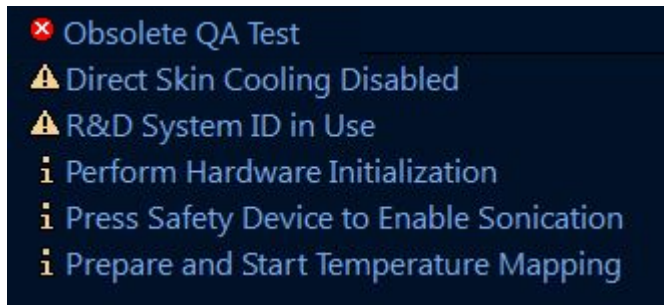 Obsolete QA Test
Direct Skin Cooling Disabled
R&D System ID in Use
Perform Hardware Initialization
Press Safety Device to Enable Sonication
Prepare and Start Temperature Mapping